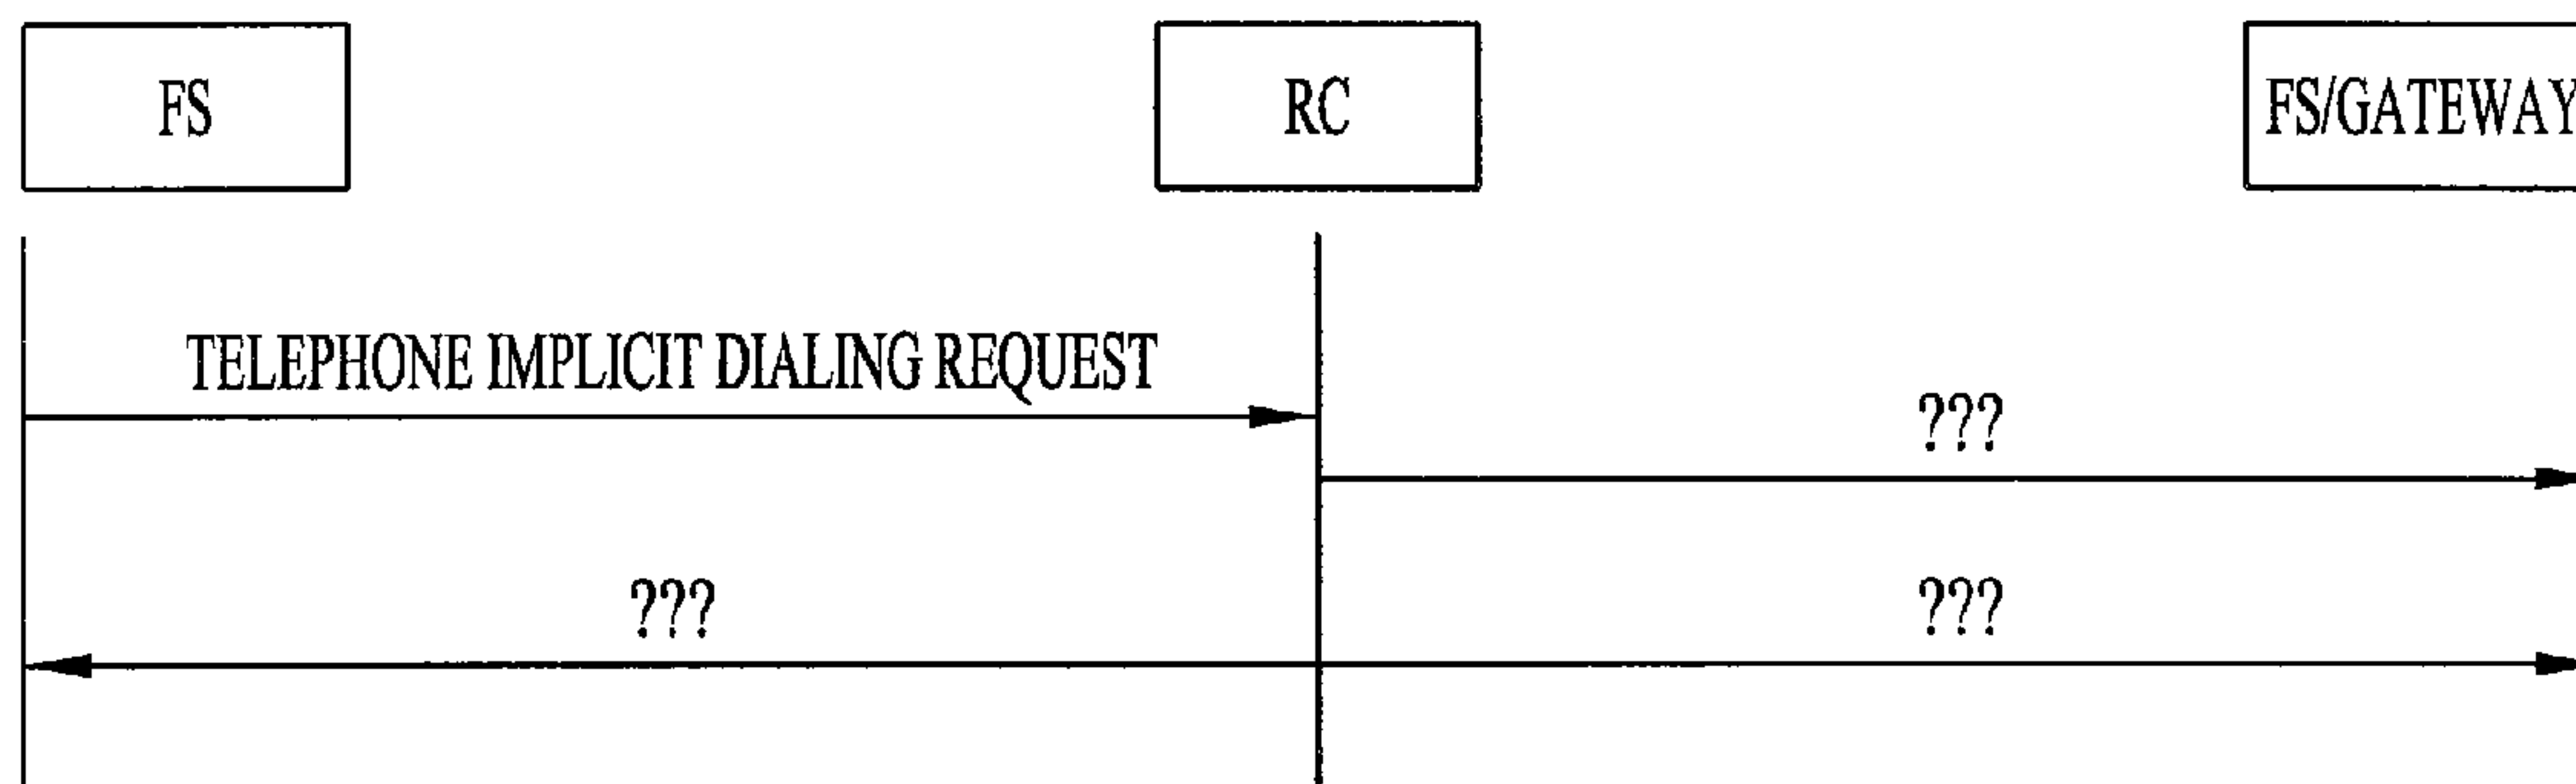 FS
RC
FS/GATEWAY
TELEPHONE IMPLICIT DIALING REQUEST
???
???
???